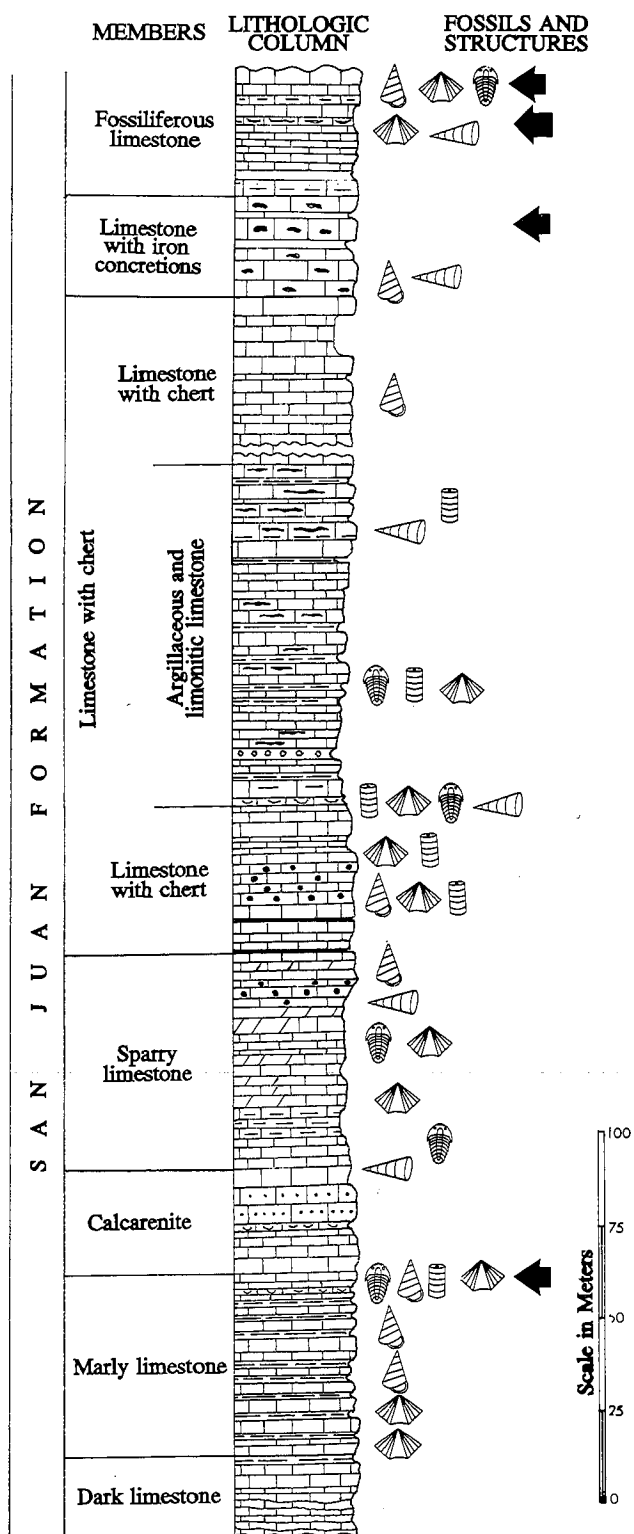 MEMBERS
LITHOLOGIC
COLUMN
FOSSILS AND
STRUCTURES
SAN JUAN FORMATION
Fossiliferous
limestone
Limestone
with iron
concretions
Limestone
with chert
Limestone with chert
Argillaceous and
limonitic limestone
Limestone
with chert
Sparry
limestone
Calcarenite
Marly limestone
Dark limestone
Scale in Meters
100
75
50
25
0